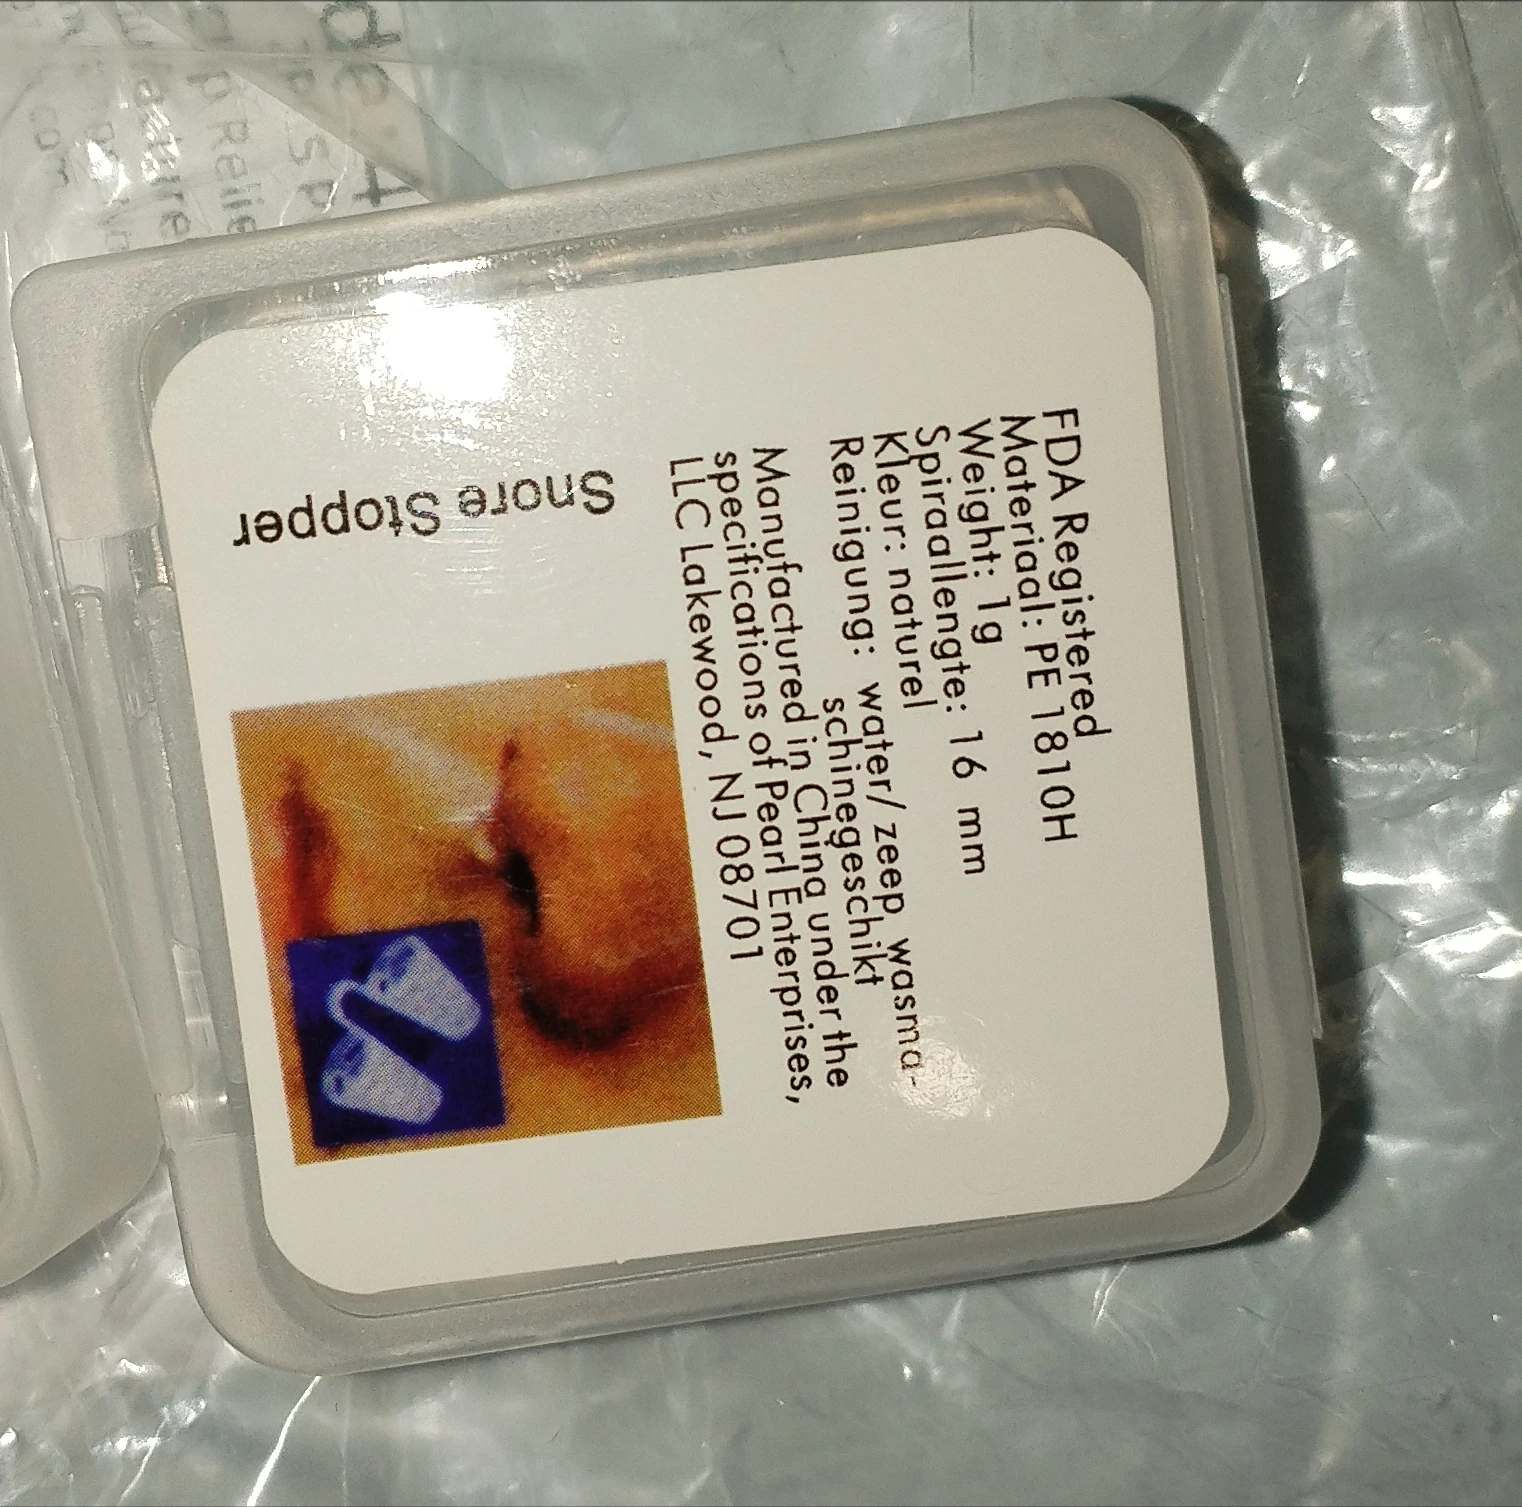 Snore Stopper
FDA Registered
Materiaal: PE 1810H
Weight: 1g
Spiraallengte: 16 mm
Kleur: naturel
Reinigung: water/ zeep, wasma-
schinegeschikt
Manufactured in China under the
specifications of Pearl Enterprises,
LLC Lakewood, NJ 08701